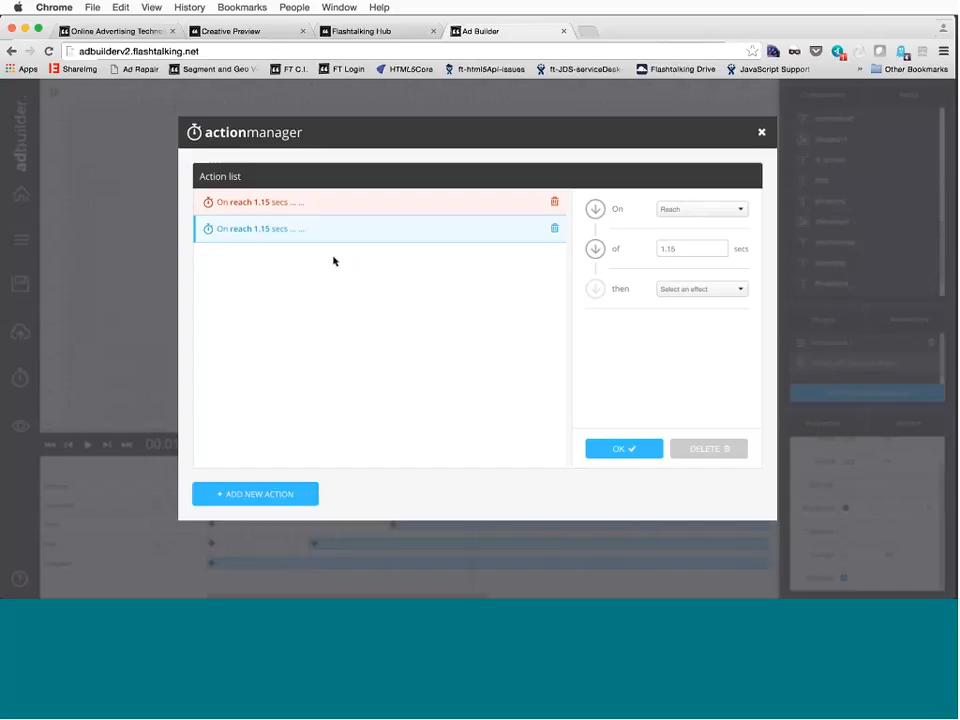 Chrome File Edit View History Bookmarks People Window Help
Online Advertising Techno Creative Preview Flashtalking Hub Ad Builder
adbuilderv2.flashtalking.net
Apps ShareImg Ad Repair Segment and Geo V FT C.I. FT Login HTML5Core ft-html5Api-issues ft-JDS-serviceDesk Flashtalking Drive JavaScript Support » Other Bookmarks
adbuilder.
actionmanager
Action list
On reach 1.15 secs ... ...
On reach 1.15 secs ... ...
On Reach
of 1.15 secs
then Select an effect
OK DELETE
+ ADD NEW ACTION